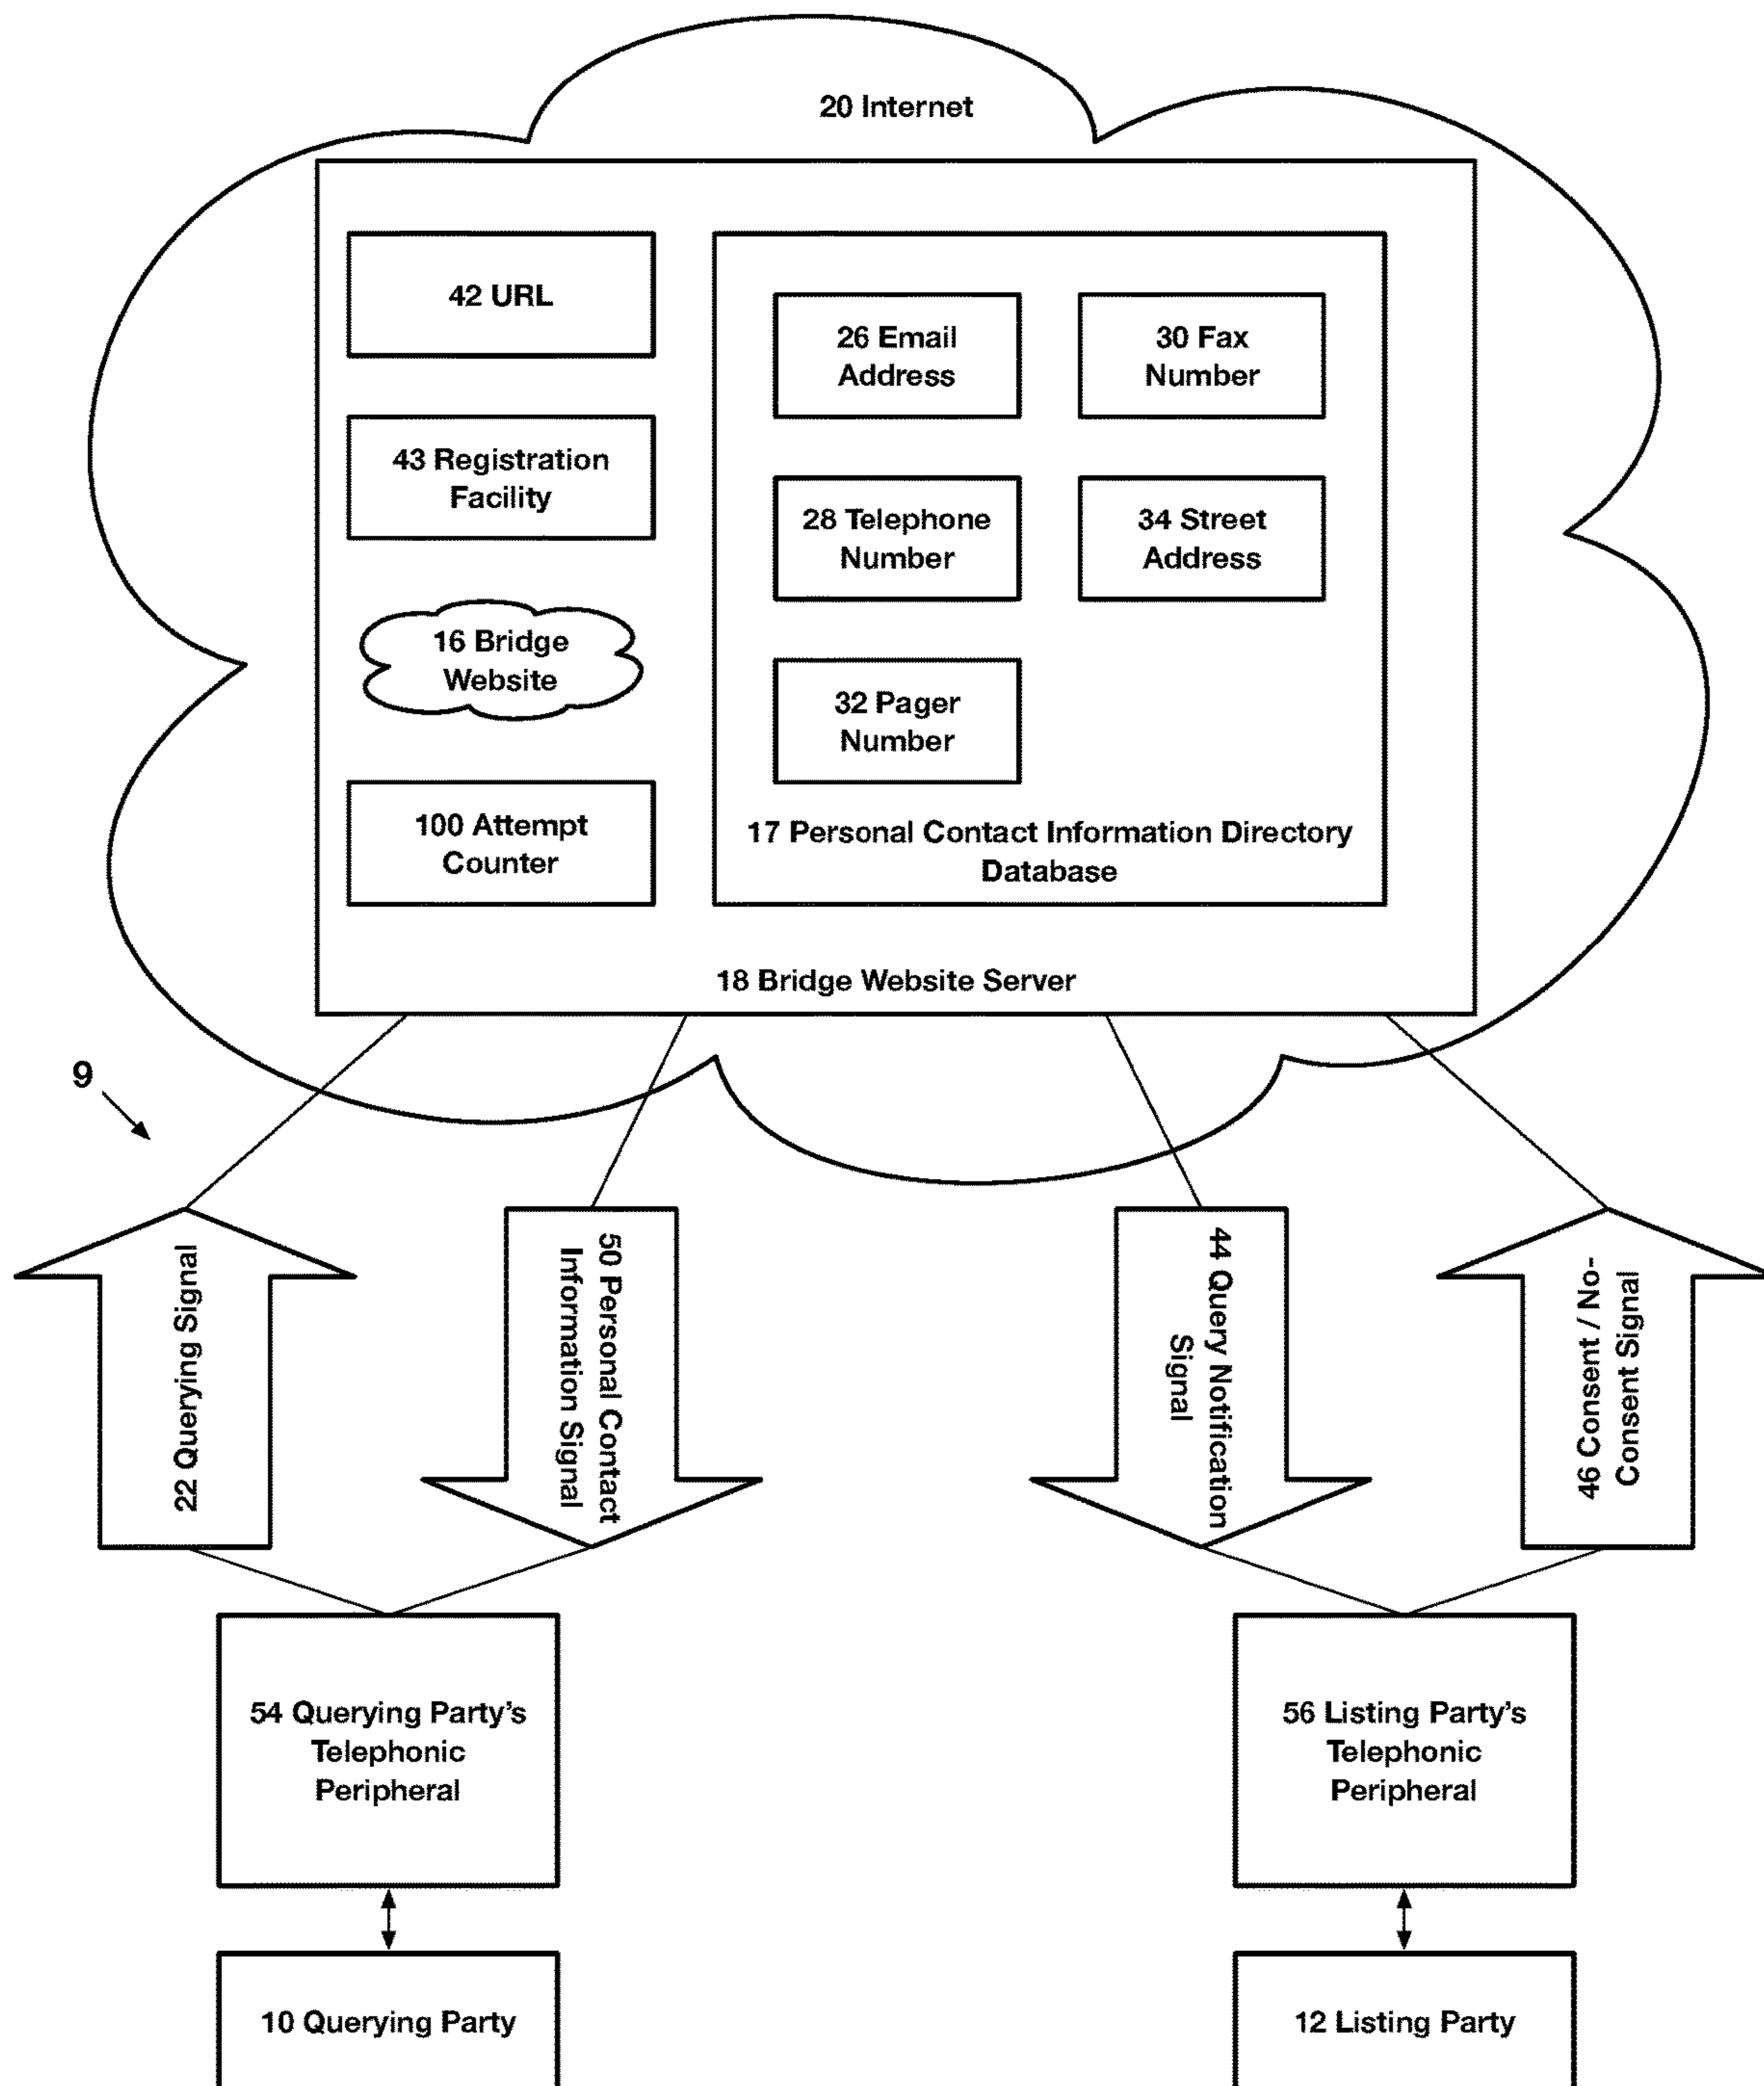 20 Internet
42 URL
43 Registration
Facility
16 Bridge
Website
100 Attempt
Counter
26 Email
Address
30 Fax
Number
28 Telephone
Number
34 Street
Address
32 Pager
Number
17 Personal Contact Information Directory
Database
18 Bridge Website Server
9
22 Querying Signal
50 Personal Contact
Information Signal
44 Query Notification
Signal
46 Consent / No-
Consent Signal
54 Querying Party's
Telephonic
Peripheral
56 Listing Party's
Telephonic
Peripheral
10 Querying Party
12 Listing Party